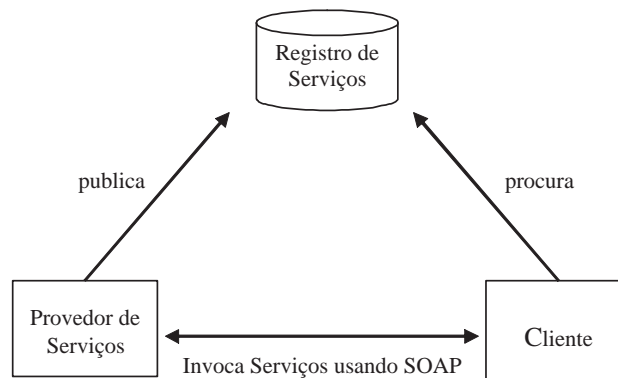 Registro de
Serviços
publica
procura
Provedor de
Serviços
Cliente
Invoca Serviços usando SOAP